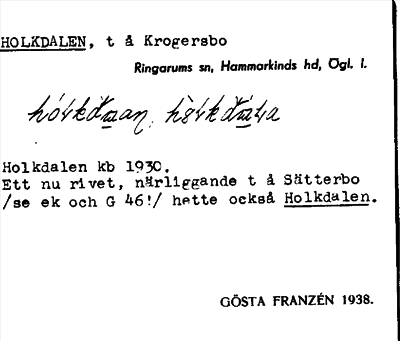 HOLKDALEN, t å Krogersbo
Ringarums sn, Hammarkinds hd, Ögl. l.
Holkdalen kb 1930.
Ett nu rivet, närliggande t å Sätterbo
/se ek och G 46!/ hette också Holkdalen.
GÖSTA FRANZÉN 1938.